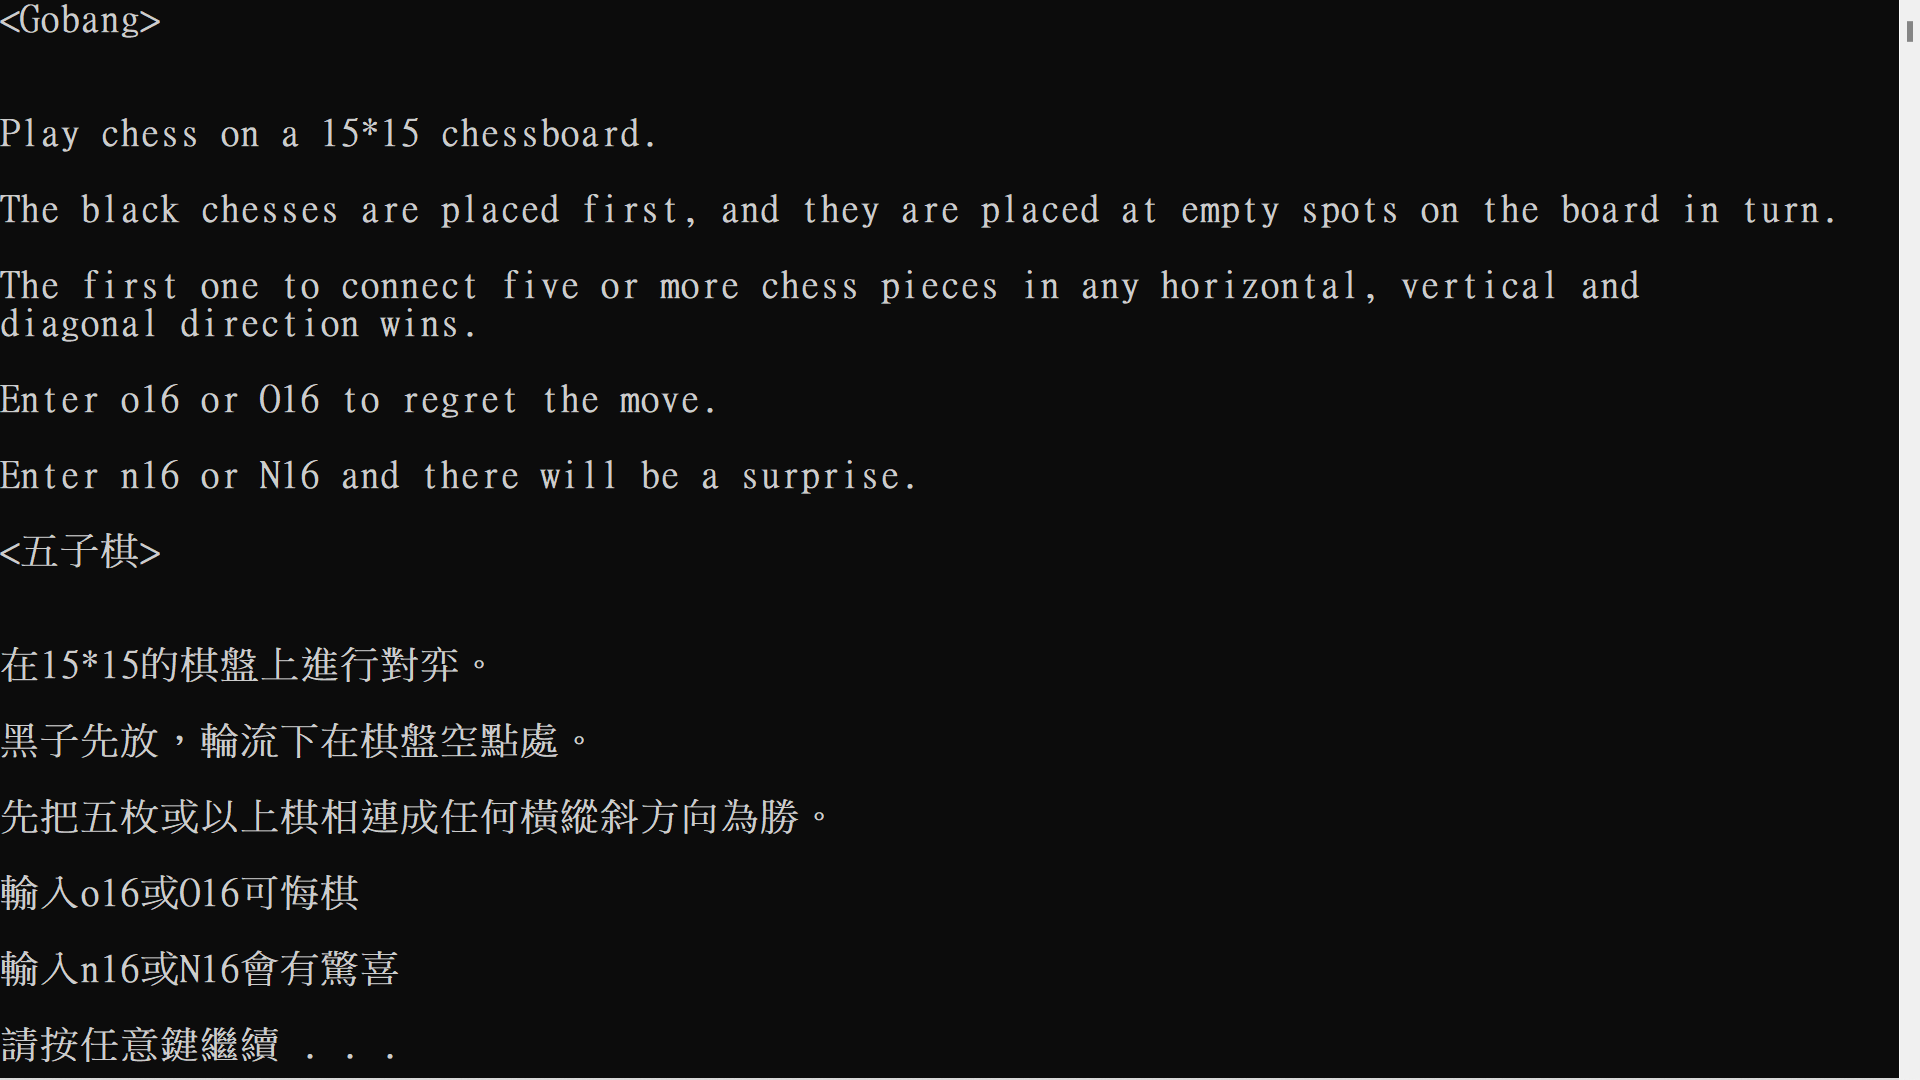 <Gobang>
Play chess on a 15*15 chessboard.
The black chesses are placed first, and they are placed at empty spots on the board in turn.
The first one to connect five or more chess pieces in any horizontal, vertical and
diagonal direction wins.
Enter o16 or O16 to regret the move.
Enter n16 or N16 and there will be a surprise.
<五子棋>
在15*15的棋盤上進行對弈。
黑子先放，輪流下在棋盤空點處。
先把五枚或以上棋相連成任何橫縱斜方向為勝。
輸入o16或O16可悔棋
輸入n16或N16會有驚喜
請按任意鍵繼續 . . .